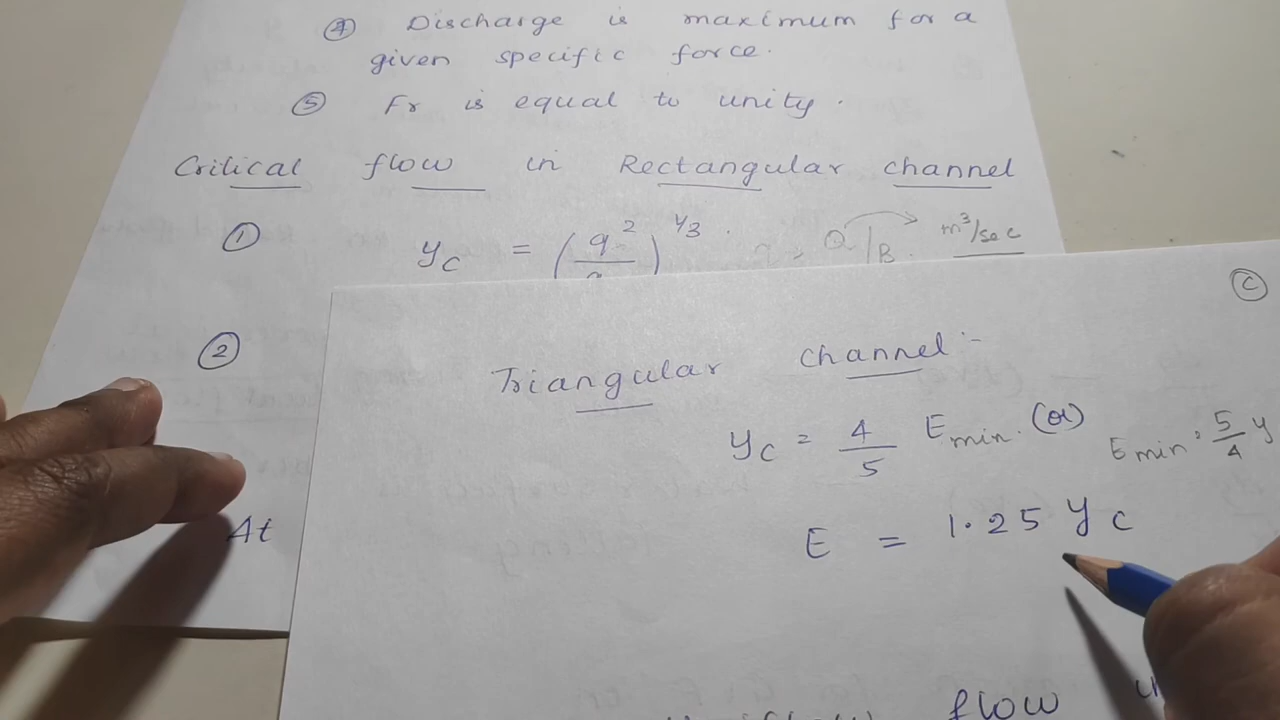 ④ Discharge is maximum for a
given specific force.
⑤ Fr is equal to unity.
Critical flow in Rectangular channel
① yc = (q²/g)^1/3 . q = Q/B . m³/sec
②
At
Ⓒ
Triangular channel :-
yc = 4/5 Emin. (or) Emin = 5/4 y
E = 1.25 yc
flow